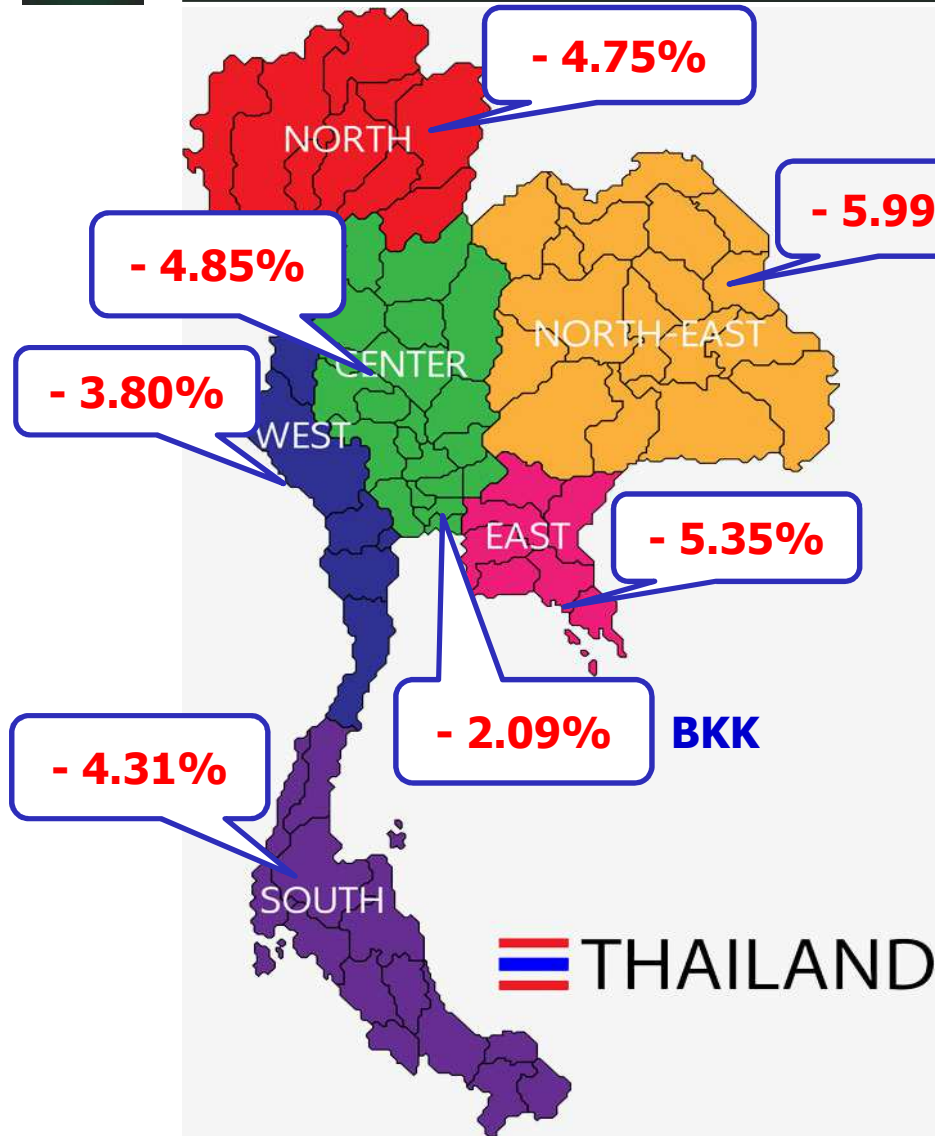 - 4.75%
NORTH
- 5.99
- 4.85%
NORTH-EAST
CENTER
- 3.80%
WEST
EAST
- 5.35%
- 2.09%
BKK
- 4.31%
SOUTH
THAILAND